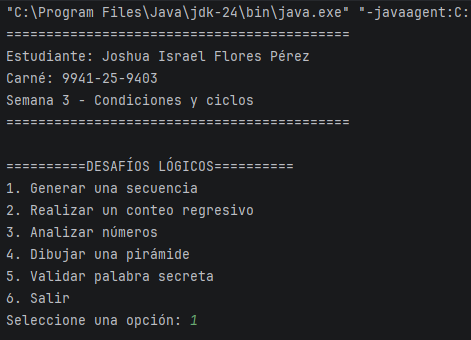 "C:\Program Files\Java\jdk-24\bin\java.exe" "-javaagent:C:
===========================================
Estudiante: Joshua Israel Flores Pérez
Carné: 9941-25-9403
Semana 3 - Condiciones y ciclos
===========================================
==========DESAFÍOS LÓGICOS==========
1. Generar una secuencia
2. Realizar un conteo regresivo
3. Analizar números
4. Dibujar una pirámide
5. Validar palabra secreta
6. Salir
Seleccione una opción: 1